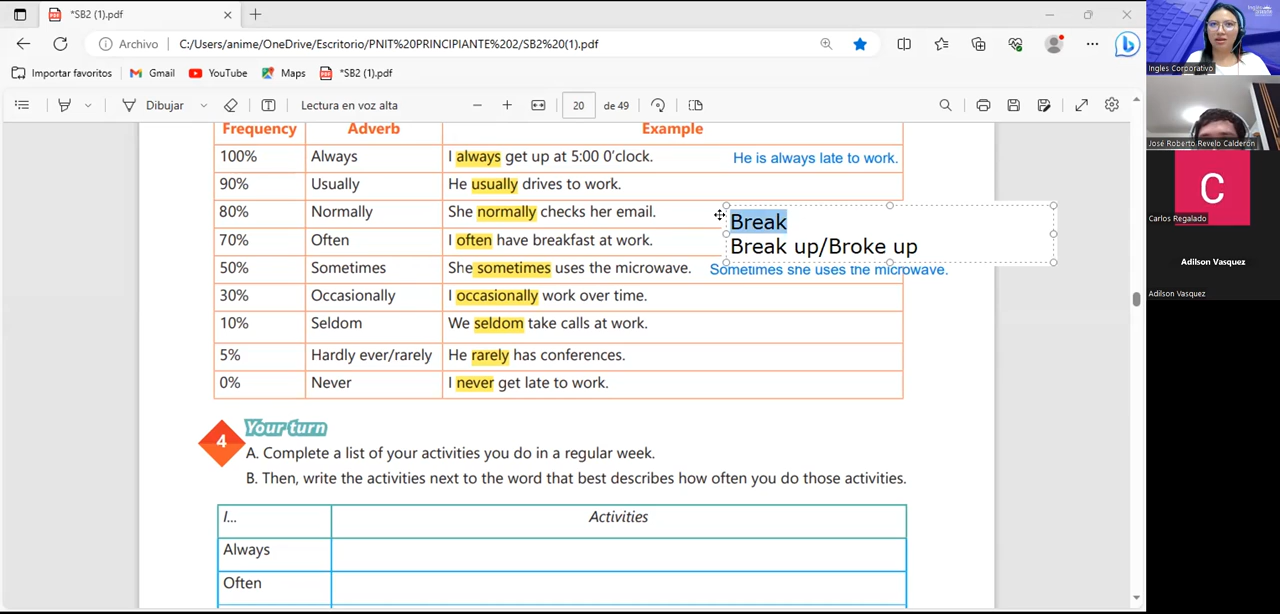 *SB2 (1).pdf
Archivo
C:/Users/anime/OneDrive/Escritorio/PNIT%20PRINCIPIANTE%202/SB2%20(1).pdf
Importar favoritos
Gmail
YouTube
Maps
*SB2 (1).pdf
Dibujar
Lectura en voz alta
20
de 49
Frequency Adverb Example
100% Always I always get up at 5:00 0'clock. He is always late to work.
90% Usually He usually drives to work.
80% Normally She normally checks her email.
Break
Break up/Broke up
70% Often I often have breakfast at work.
50% Sometimes She sometimes uses the microwave. Sometimes she uses the microwave.
30% Occasionally I occasionally work over time.
10% Seldom We seldom take calls at work.
5% Hardly ever/rarely He rarely has conferences.
0% Never I never get late to work.
4 Your turn
A. Complete a list of your activities you do in a regular week.
B. Then, write the activities next to the word that best describes how often you do those activities.
I... Activities
Always
Often
Ingles Corporativo
José Roberto Revelo Calderón
C
Carlos Regalado
Adilson Vasquez
Adilson Vasquez